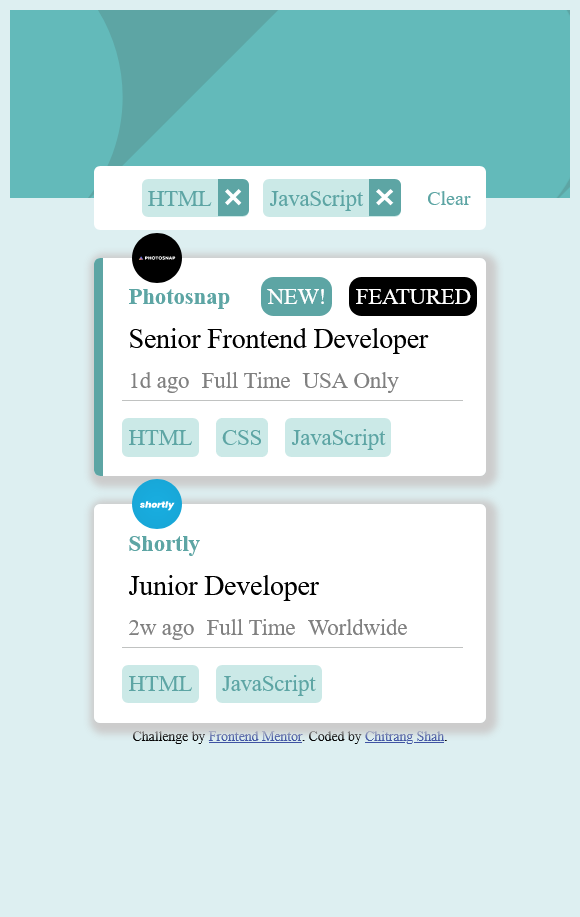 HTML × JavaScript × Clear
PHOTOSNAP
Photosnap NEW! FEATURED
Senior Frontend Developer
1d ago Full Time USA Only
HTML CSS JavaScript
shortly
Shortly
Junior Developer
2w ago Full Time Worldwide
HTML JavaScript
Challenge by Frontend Mentor. Coded by Chitrang Shah.